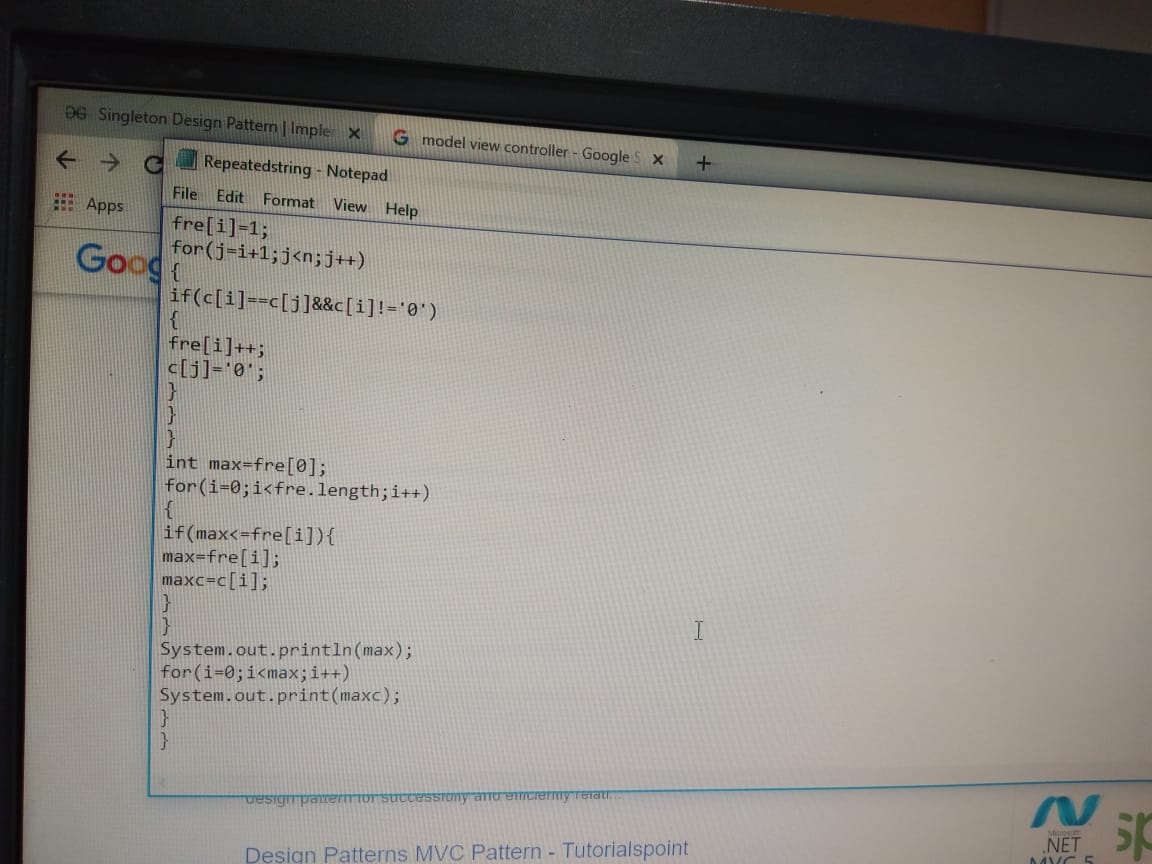 Singleton Design Pattern | Imple
model view controller - Google S
Repeatedstring - Notepad
File Edit Format View Help
Apps
Goog
fre[i]=1;
for(j=i+1;j<n;j++)
{
if(c[i]==c[j]&&c[i]!='0')
{
fre[i]++;
c[j]='0';
}
}
}
int max=fre[0];
for(i=0;i<fre.length;i++)
{
if(max<=fre[i]){
max=fre[i];
maxc=c[i];
}
}
System.out.println(max);
for(i=0;i<max;i++)
System.out.print(maxc);
}
}
design pattern for successfully and efficiently relati...
Design Patterns MVC Pattern - Tutorialspoint
Microsoft
.NET
MVC 5
sp